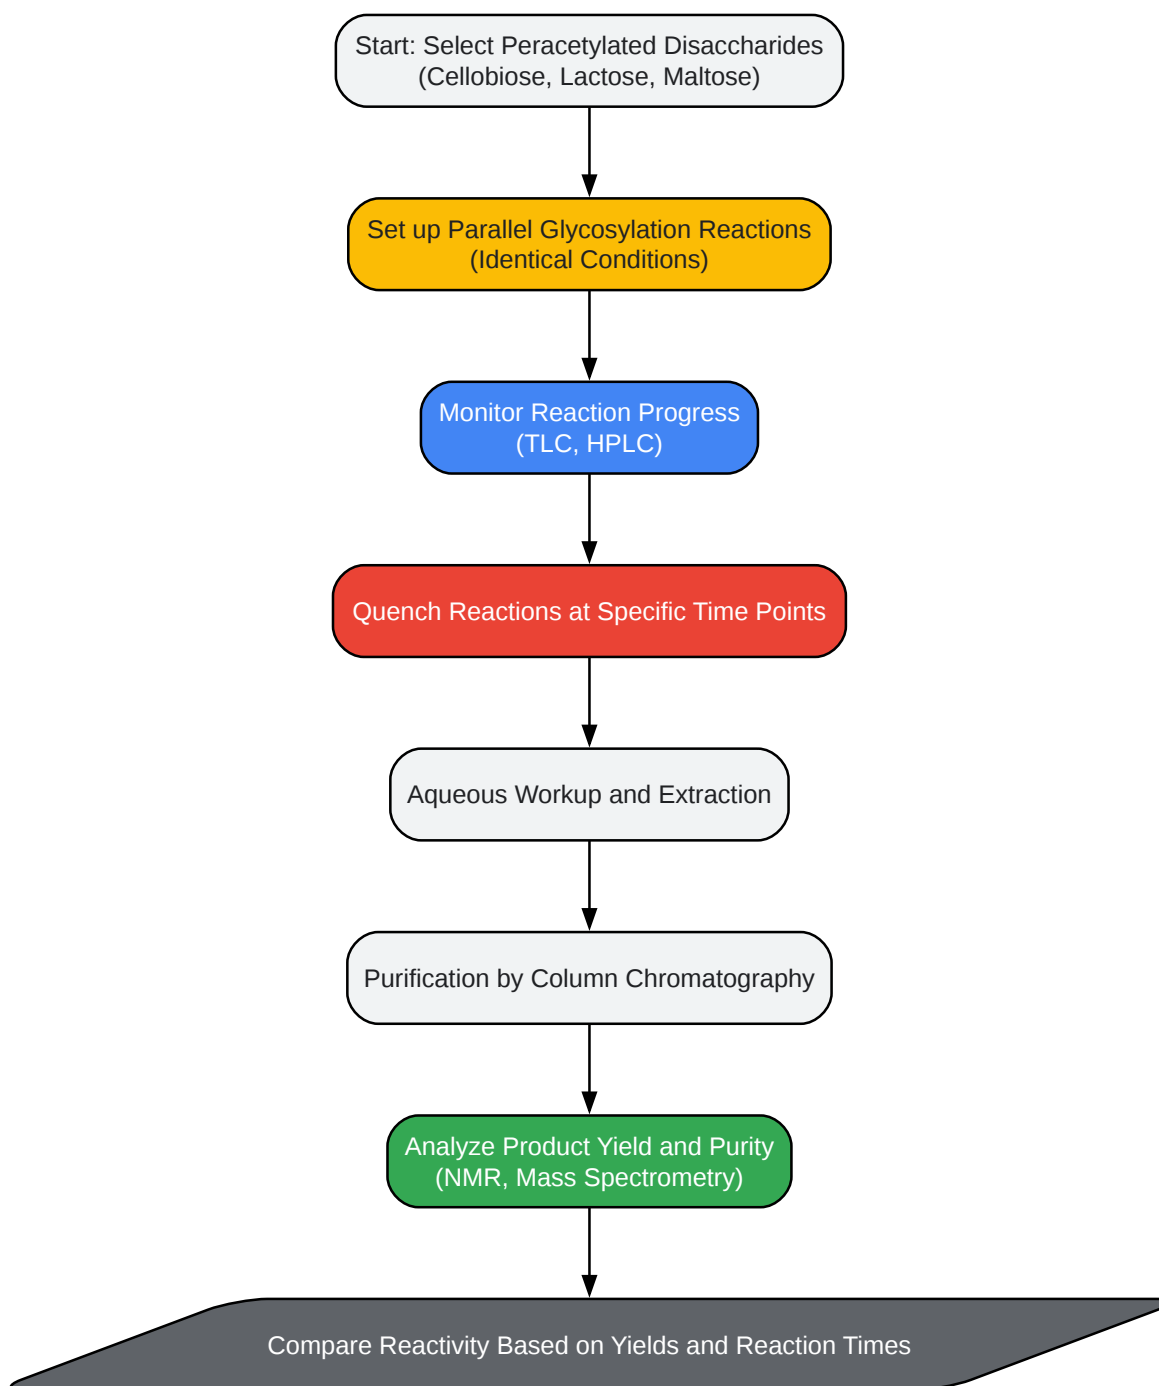 Start: Select Peracetylated Disaccharides
(Cellobiose, Lactose, Maltose)
Set up Parallel Glycosylation Reactions
(Identical Conditions)
Monitor Reaction Progress
(TLC, HPLC)
Quench Reactions at Specific Time Points
Aqueous Workup and Extraction
Purification by Column Chromatography
Analyze Product Yield and Purity
(NMR, Mass Spectrometry)
Compare Reactivity Based on Yields and Reaction Times